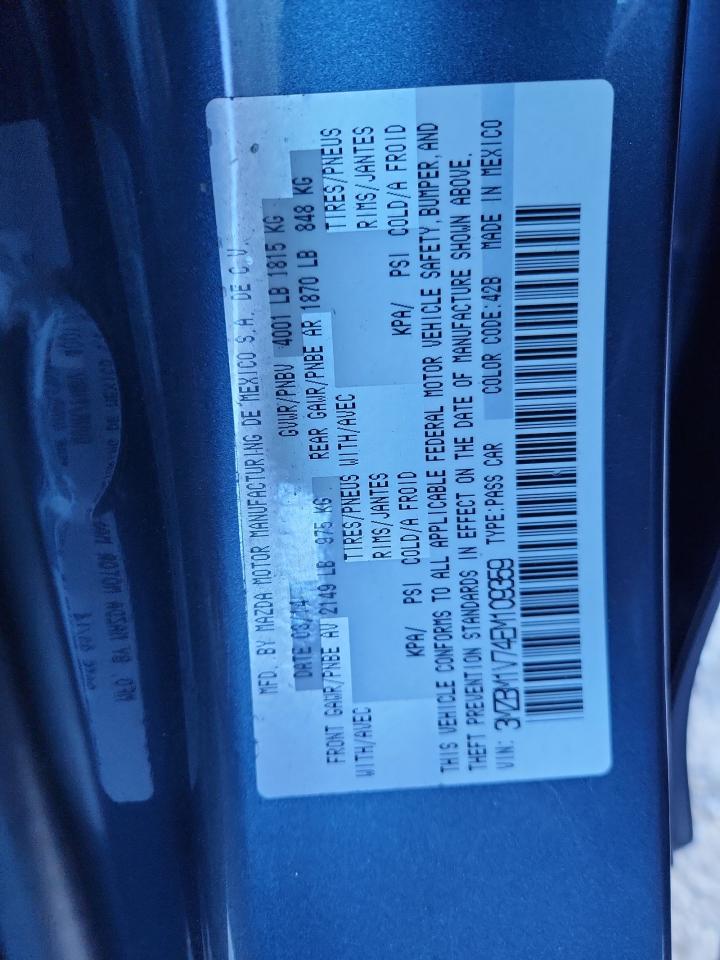 MFD. BY MAZDA MOTOR MANUFACTURING DE MEXICO S.A. DE C.V.
DATE 03/14 GVWR/PNBV 4001 LB 1815 KG
FRONT GAWR/PNBE AV 2149 LB 975 KG REAR GAWR/PNBE AR 1870 LB 848 KG
WITH/AVEC TIRES/PNEUS WITH/AVEC TIRES/PNEUS
RIMS/JANTES RIMS/JANTES
KPA/ PSI COLD/A FROID KPA/ PSI COLD/A FROID
THIS VEHICLE CONFORMS TO ALL APPLICABLE FEDERAL MOTOR VEHICLE SAFETY, BUMPER, AND
THEFT PREVENTION STANDARDS IN EFFECT ON THE DATE OF MANUFACTURE SHOWN ABOVE.
VIN: 3MZBM1V74EM109359 TYPE:PASS CAR COLOR CODE:42B MADE IN MEXICO